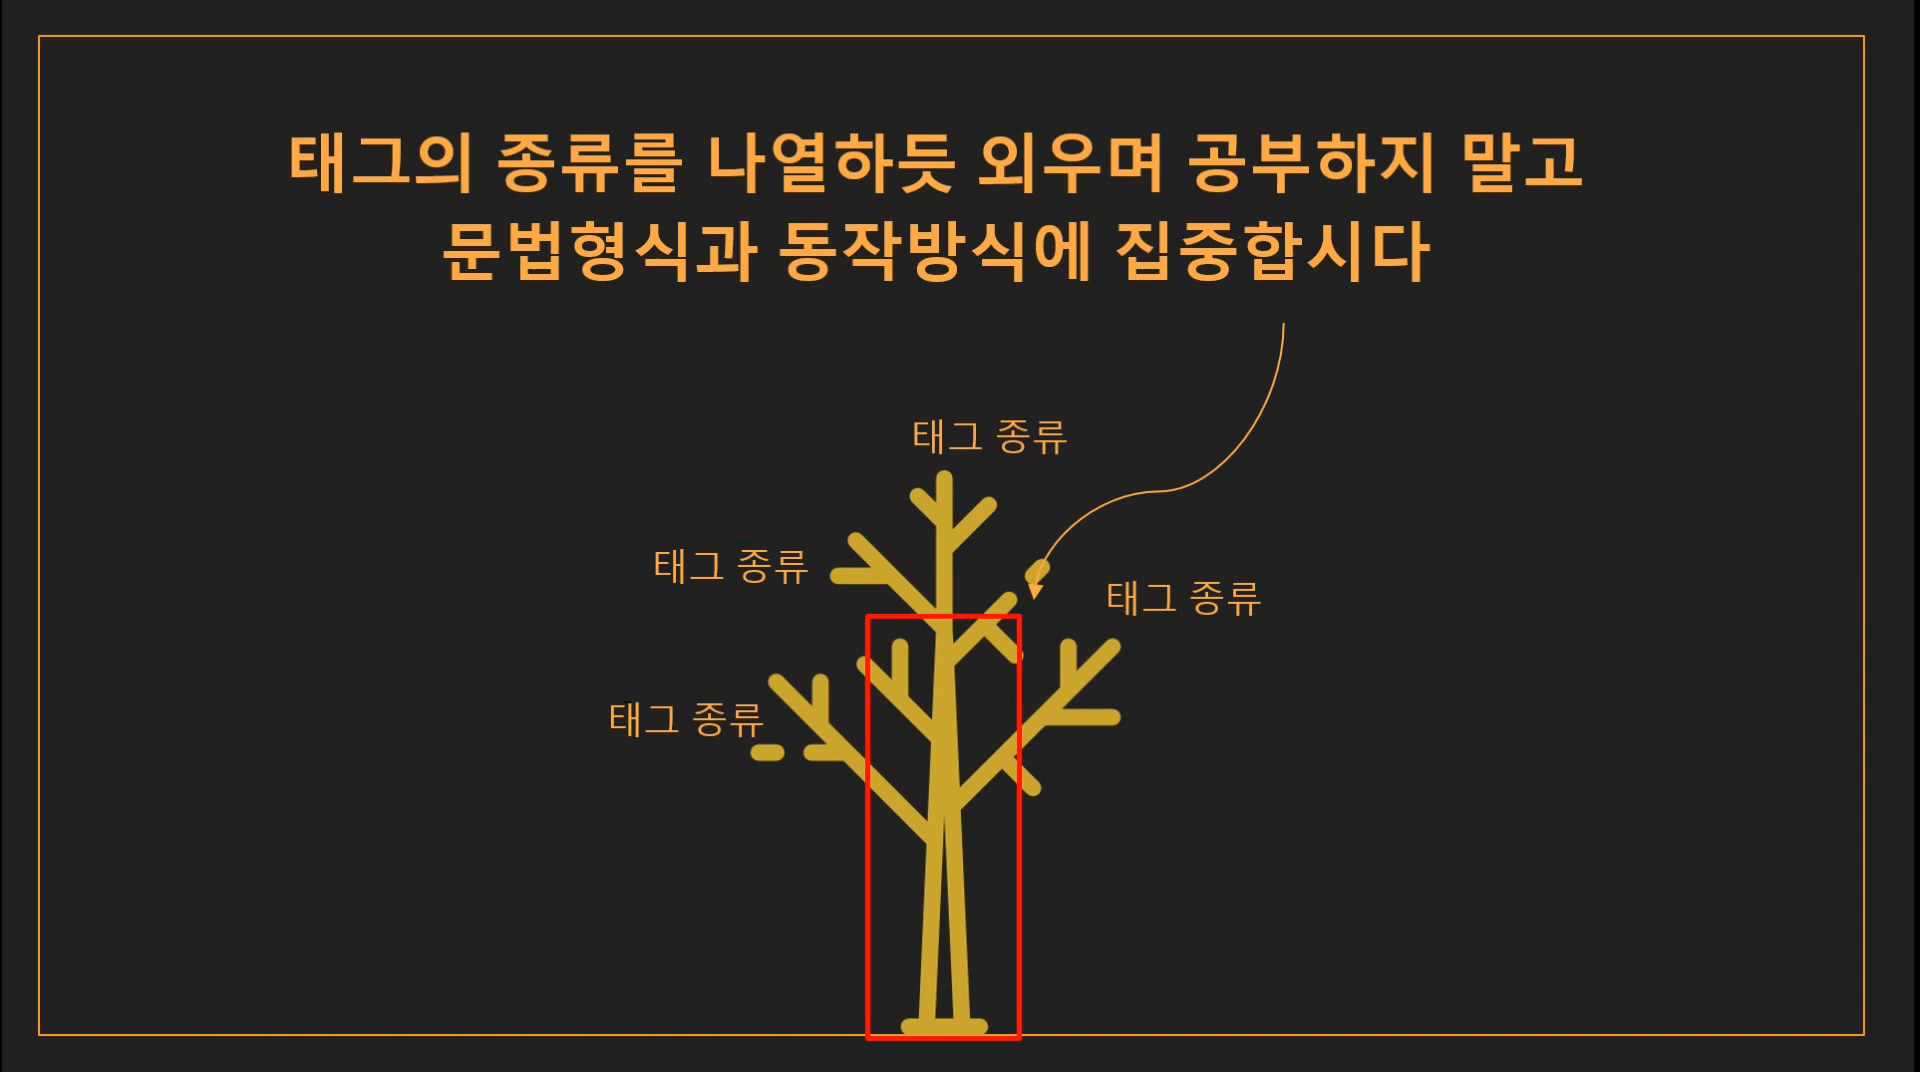 태그의 종류를 나열하듯 외우며 공부하지 말고
문법형식과 동작방식에 집중합시다
태그 종류
태그 종류
태그 종류
태그 종류